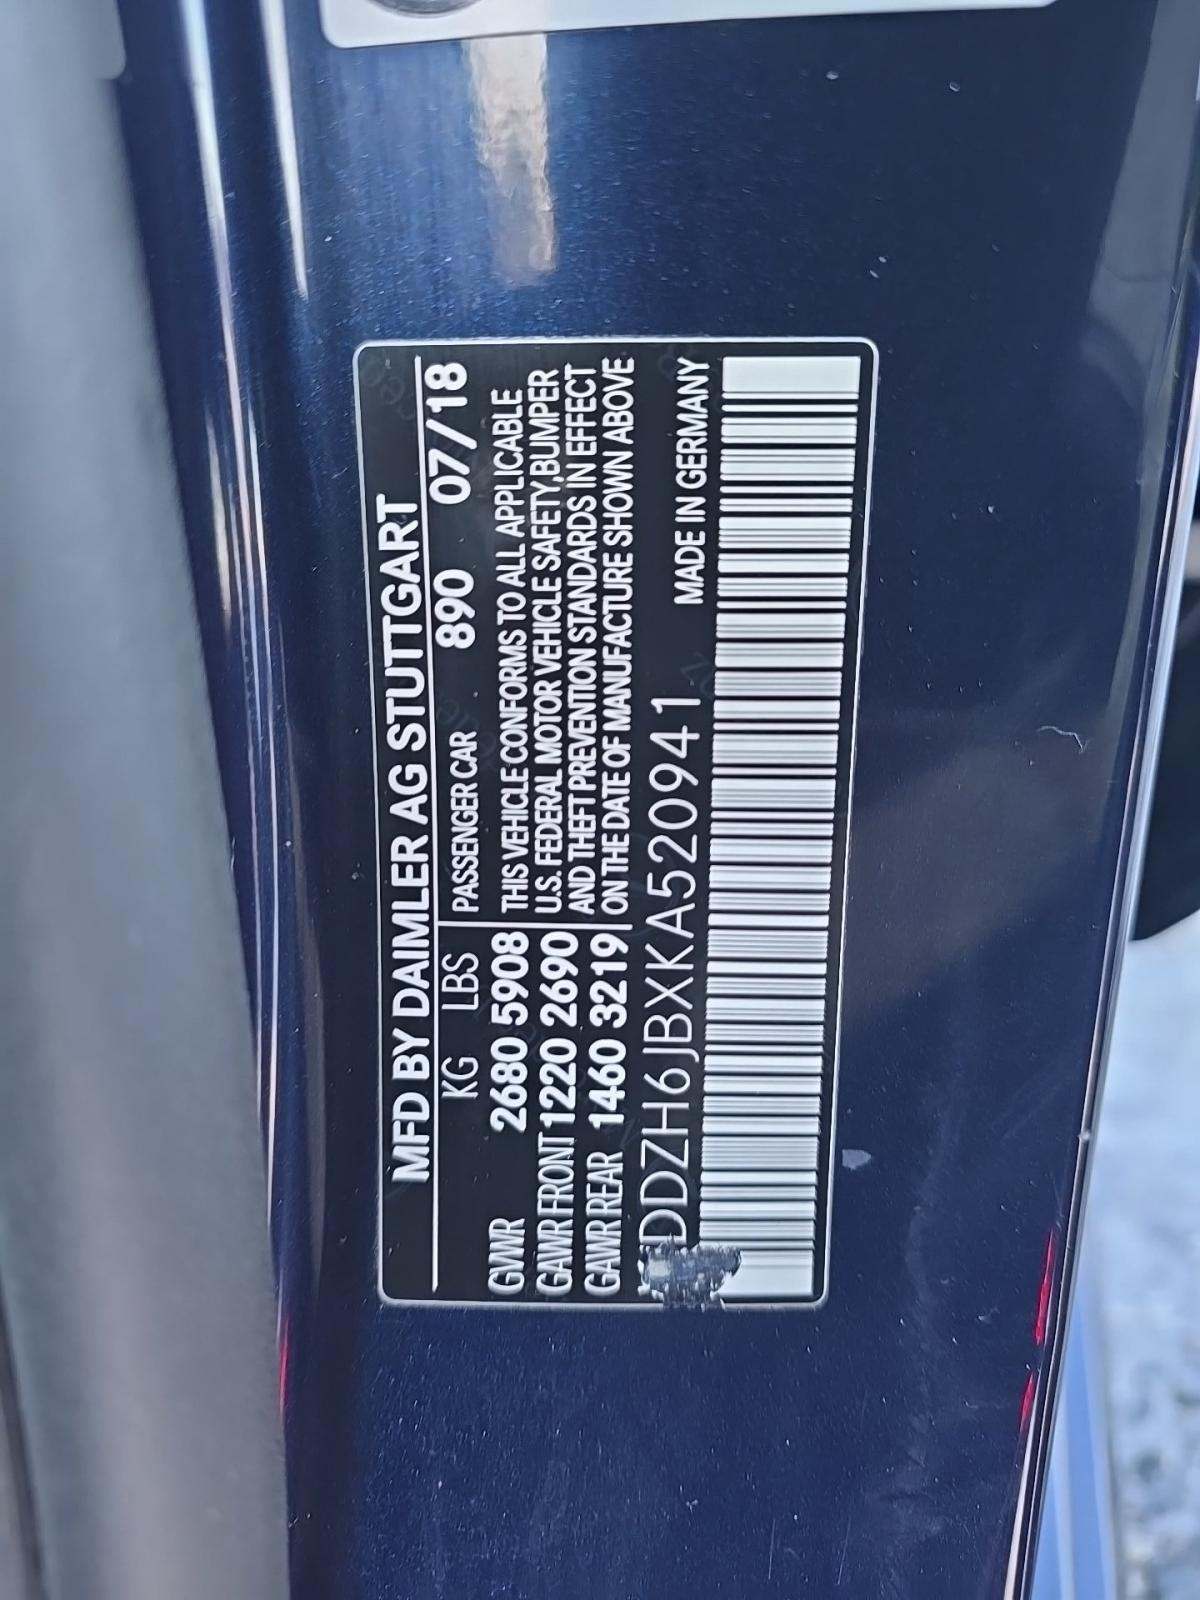 MFD BY DAIMLER AG STUTTGART
KG LBS PASSENGER CAR 890 07/18
GVWR 2680 5908 THIS VEHICLE CONFORMS TO ALL APPLICABLE
U.S. FEDERAL MOTOR VEHICLE SAFETY,BUMPER
GAWR FRONT 1220 2690 AND THEFT PREVENTION STANDARDS IN EFFECT
GAWR REAR 1460 3219 ON THE DATE OF MANUFACTURE SHOWN ABOVE
DDZH6JBXKA520941 MADE IN GERMANY